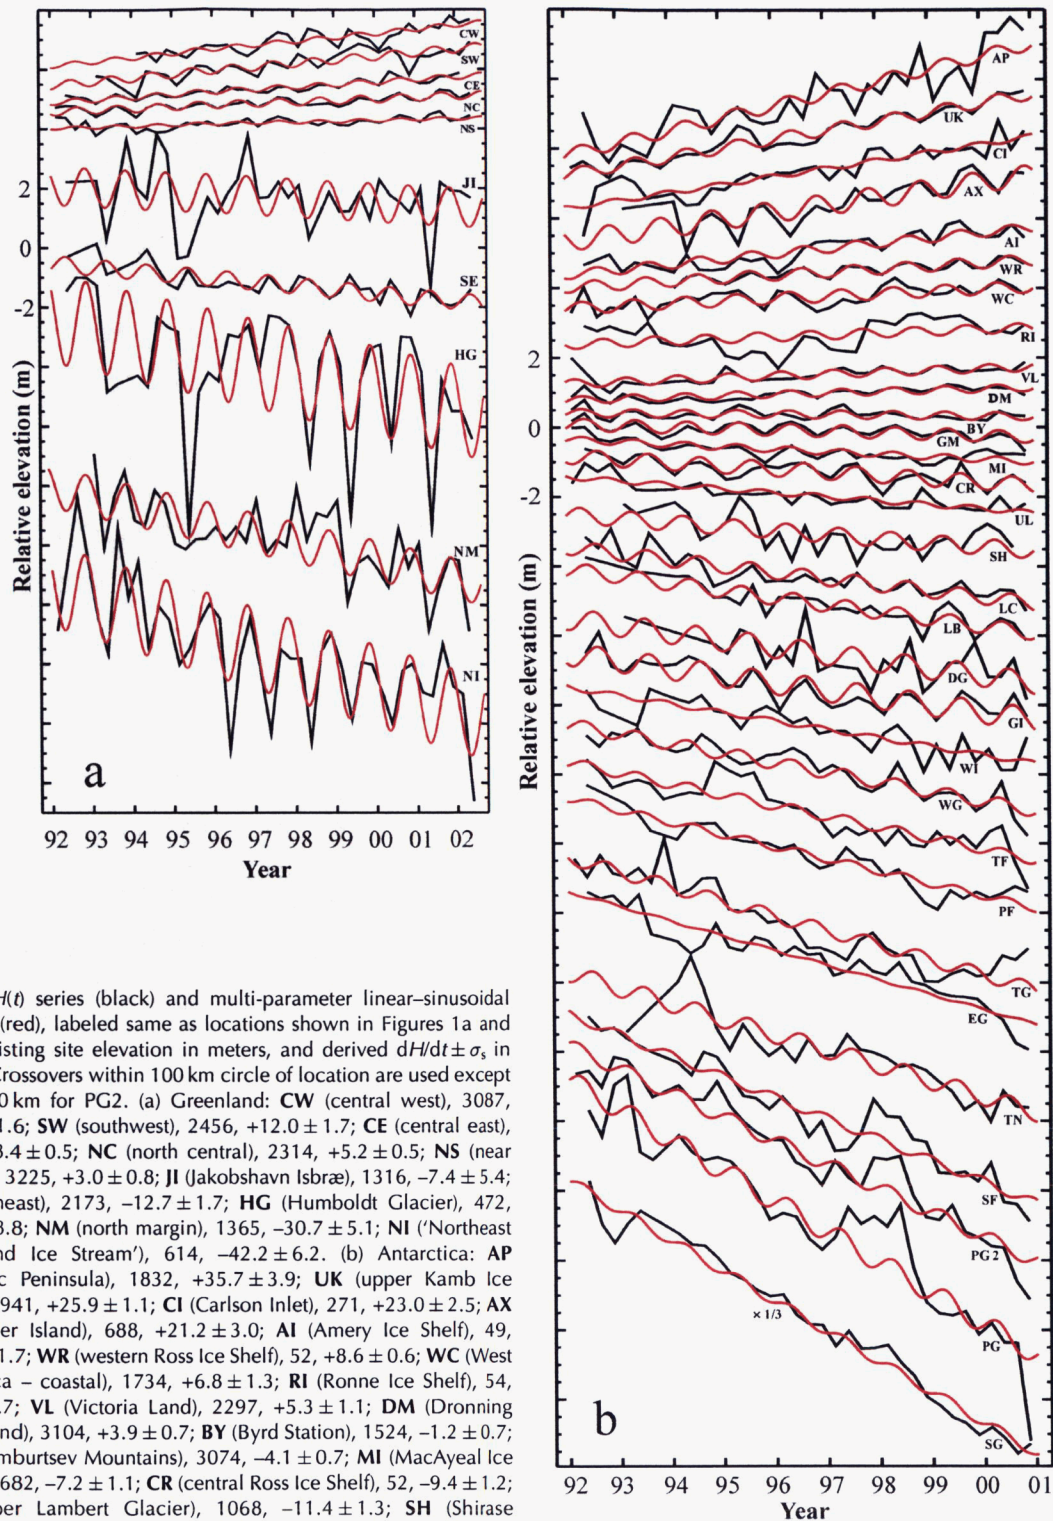 CW
SW
CE
NC
NS
JI
SE
HG
NM
NI
2
0
-2
Relative elevation (m)
a
92 93 94 95 96 97 98 99 00 01 02
Year
AP
UK
CI
AX
AI
WR
WC
RI
VL
DM
BY
GM
MI
CR
UL
SH
LC
LB
DG
GI
WI
WG
TF
PF
TG
EG
TN
SF
PG2
PG
SG
× 1/3
2
0
-2
Relative elevation (m)
b
92 93 94 95 96 97 98 99 00 01
Year
H(t) series (black) and multi-parameter linear–sinusoidal
(red), labeled same as locations shown in Figures 1a and
isting site elevation in meters, and derived dH/dt ± σs in
Crossovers within 100 km circle of location are used except
0 km for PG2. (a) Greenland: CW (central west), 3087,
1.6; SW (southwest), 2456, +12.0 ± 1.7; CE (central east),
3.4 ± 0.5; NC (north central), 2314, +5.2 ± 0.5; NS (near
3225, +3.0 ± 0.8; JI (Jakobshavn Isbræ), 1316, −7.4 ± 5.4;
heast), 2173, −12.7 ± 1.7; HG (Humboldt Glacier), 472,
3.8; NM (north margin), 1365, −30.7 ± 5.1; NI ('Northeast
nd Ice Stream'), 614, −42.2 ± 6.2. (b) Antarctica: AP
c Peninsula), 1832, +35.7 ± 3.9; UK (upper Kamb Ice
941, +25.9 ± 1.1; CI (Carlson Inlet), 271, +23.0 ± 2.5; AX
er Island), 688, +21.2 ± 3.0; AI (Amery Ice Shelf), 49,
1.7; WR (western Ross Ice Shelf), 52, +8.6 ± 0.6; WC (West
ca – coastal), 1734, +6.8 ± 1.3; RI (Ronne Ice Shelf), 54,
.7; VL (Victoria Land), 2297, +5.3 ± 1.1; DM (Dronning
and), 3104, +3.9 ± 0.7; BY (Byrd Station), 1524, −1.2 ± 0.7;
mburtsev Mountains), 3074, −4.1 ± 0.7; MI (MacAyeal Ice
682, −7.2 ± 1.1; CR (central Ross Ice Shelf), 52, −9.4 ± 1.2;
per Lambert Glacier), 1068, −11.4 ± 1.3; SH (Shirase